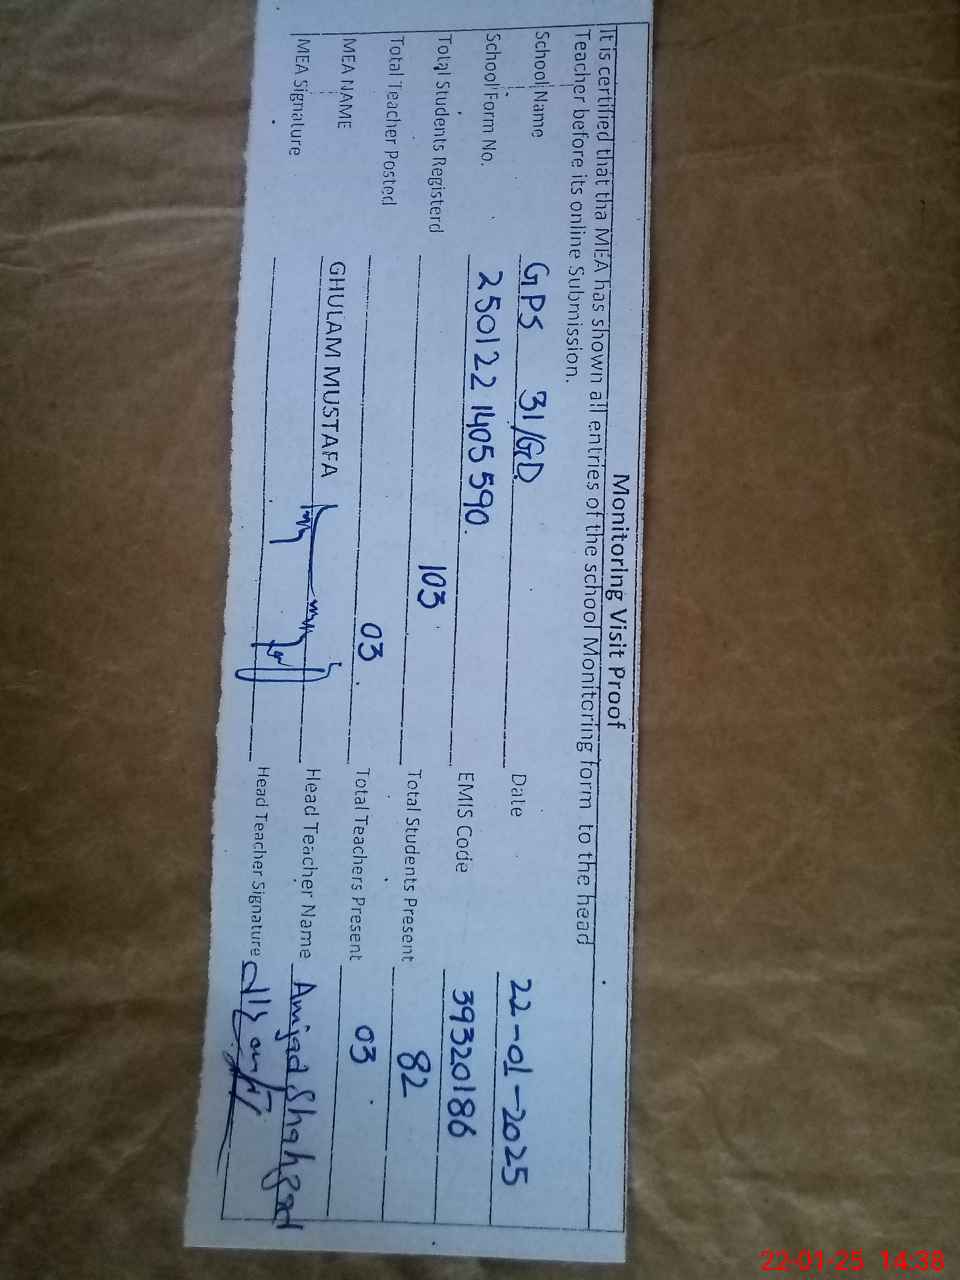 Monitoring Visit Proof
It is certified that tha MEA has shown all entries of the school Monitoring form to the head
Teacher before its online Submission.
School Name GPS 31/GD Date 22-01-2025
School Form No. 250122 1405590 EMIS Code 39320186
Total Students Registerd 103 Total Students Present 82
Total Teacher Posted 03 Total Teachers Present 03
MEA NAME GHULAM MUSTAFA Head Teacher Name Amjad Shahzad
MEA Signature Head Teacher Signature
22-01-25 14:38